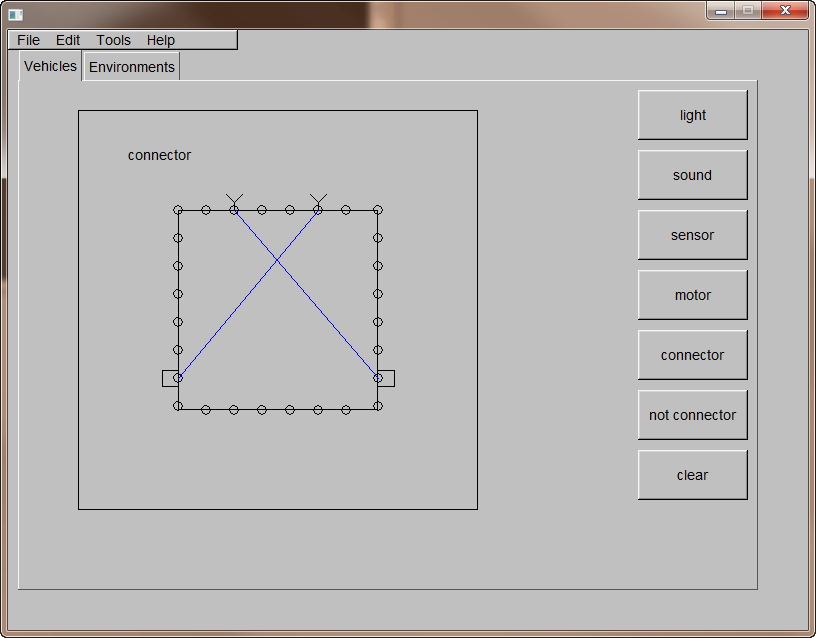 File Edit Tools Help
Vehicles Environments
connector
light
sound
sensor
motor
connector
not connector
clear